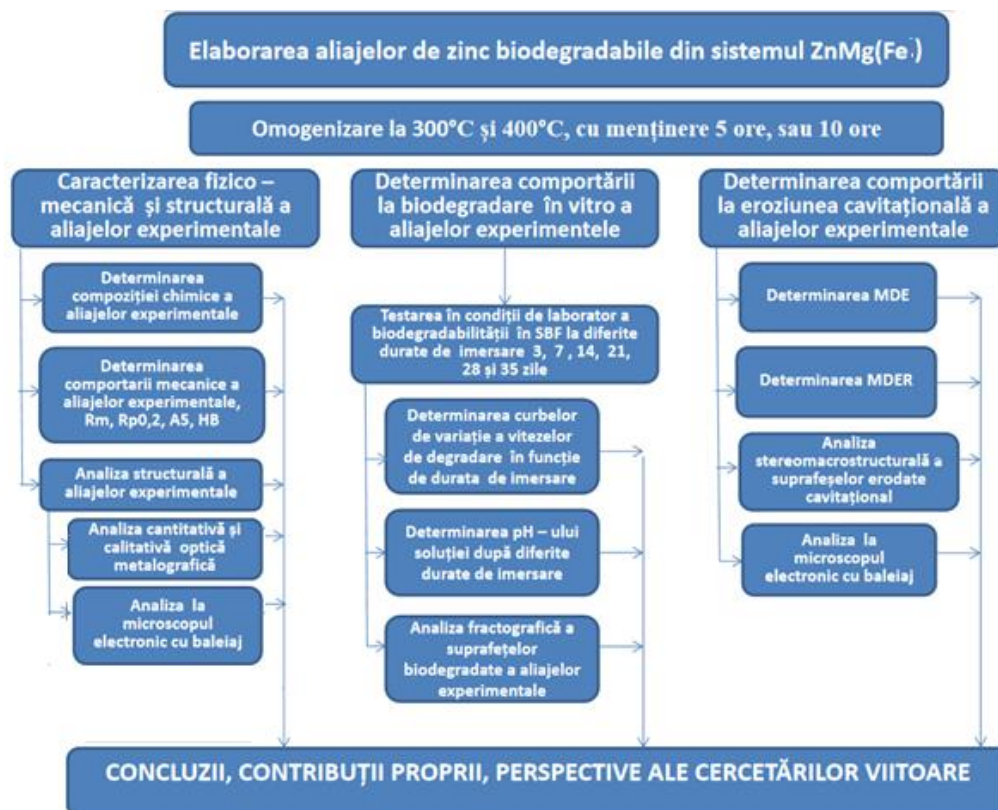 Elaborarea aliajelor de zinc biodegradabile din sistemul ZnMg(Fe.)
Omogenizare la 300°C și 400°C, cu menținere 5 ore, sau 10 ore
Caracterizarea fizico –
mecanică și structurală a
aliajelor experimentale
Determinarea
compoziției chimice a
aliajelor experimentale
Determinarea
comportarii mecanice a
aliajelor experimentale,
Rm, Rp0,2, A5, HB
Analiza structurală a
aliajelor experimentale
Analiza cantitativă și
calitativă optică
metalografică
Analiza la
microscopul
electronic cu baleiaj
Determinarea comportării
la biodegradare în vitro a
aliajelor experimentele
Testarea în condiții de laborator a
biodegradabilității în SBF la diferite
durate de imersare 3, 7 , 14, 21,
28 și 35 zile
Determinarea curbelor
de variație a vitezelor
de degradare în funcție
de durata de imersare
Determinarea pH – ului
soluției după diferite
durate de imersare
Analiza fractografică a
suprafețelor
biodegradate a aliajelor
experimentale
Determinarea comportării
la eroziunea cavitațională a
aliajelor experimentale
Determinarea MDE
Determinarea MDER
Analiza
stereomacrostructurală a
suprafeșelor erodate
cavitațional
Analiza la
microscopul
electronic cu baleiaj
CONCLUZII, CONTRIBUȚII PROPRII, PERSPECTIVE ALE CERCETĂRILOR VIITOARE